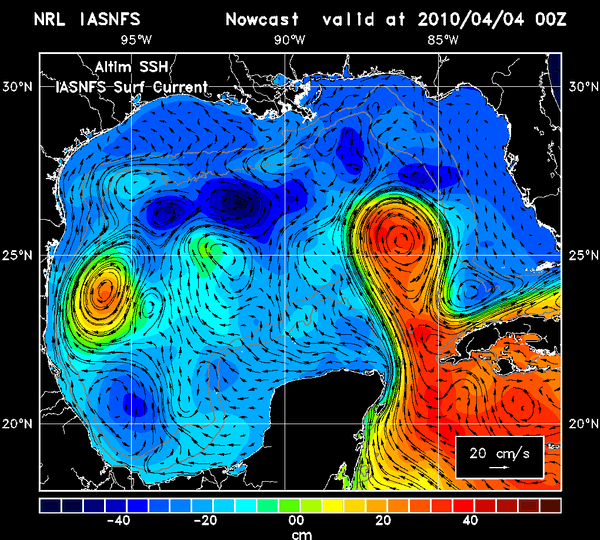 NRL IASNFS Nowcast valid at 2010/04/04 00Z
95°W 90°W 85°W
Altim SSH
IASNFS Surf Current
30°N 30°N
25°N 25°N
20°N 20°N
20 cm/s
-40 -20 00 20 40
cm